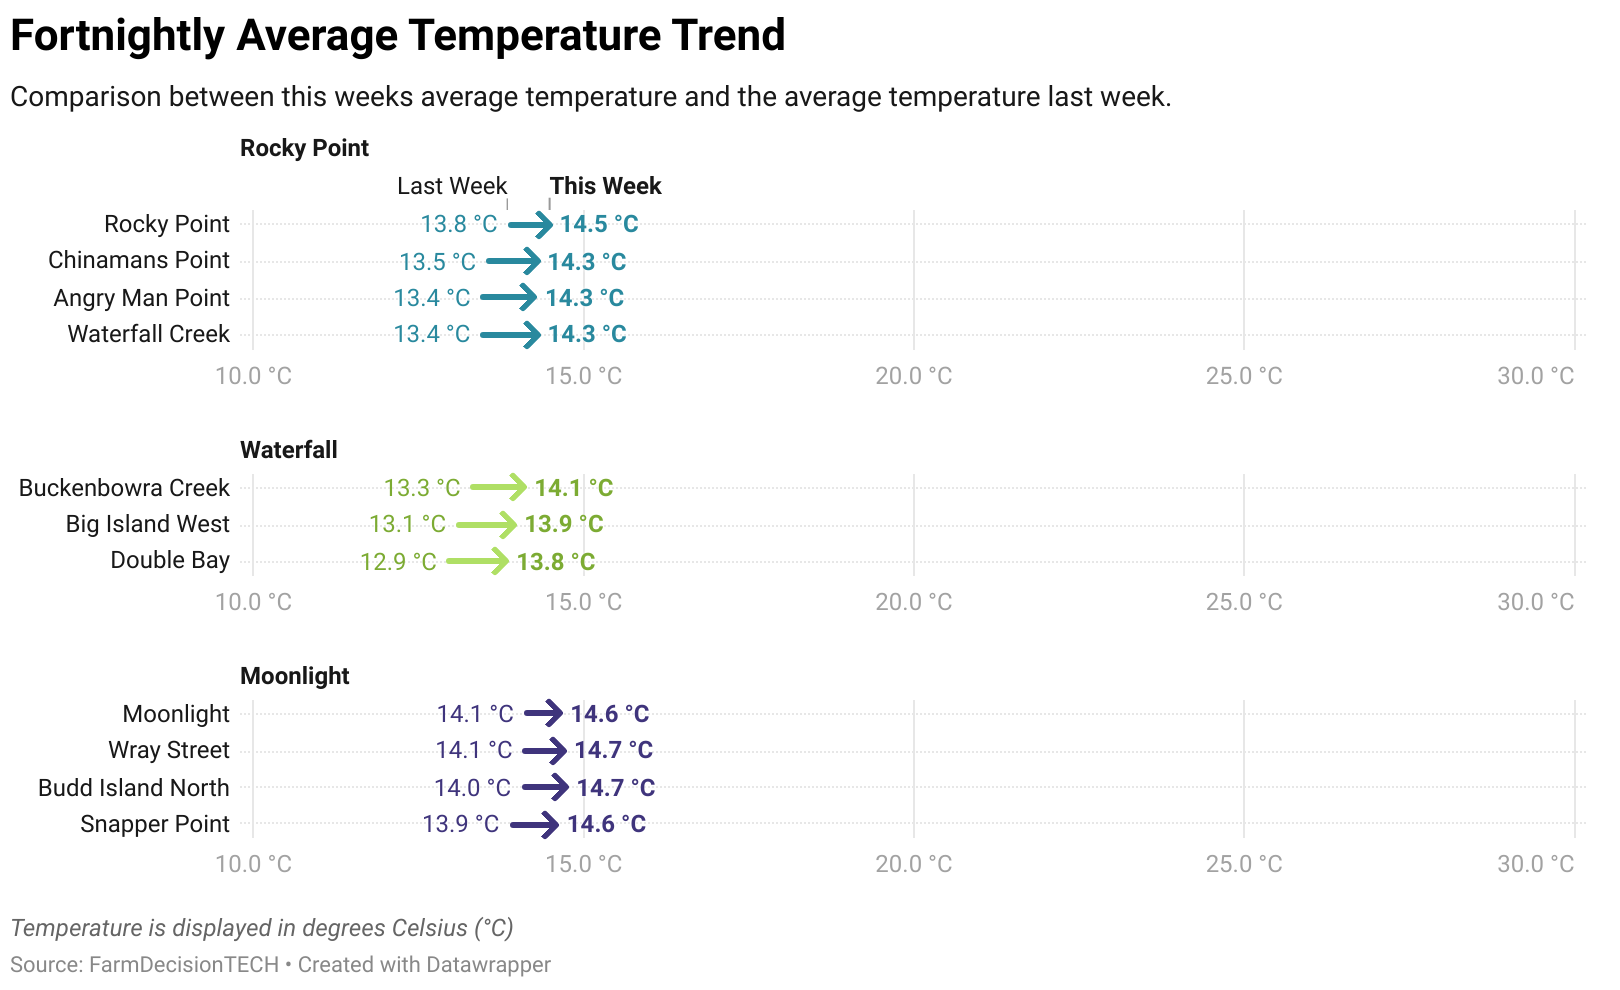 Fortnightly Average Temperature Trend
Comparison between this weeks average temperature and the average temperature last week.
Rocky Point
Last Week This Week
Rocky Point 13.8 °C 14.5 °C
Chinamans Point 13.5 °C 14.3 °C
Angry Man Point 13.4 °C 14.3 °C
Waterfall Creek 13.4 °C 14.3 °C
10.0 °C 15.0 °C 20.0 °C 25.0 °C 30.0 °C
Waterfall
Buckenbowra Creek 13.3 °C 14.1 °C
Big Island West 13.1 °C 13.9 °C
Double Bay 12.9 °C 13.8 °C
10.0 °C 15.0 °C 20.0 °C 25.0 °C 30.0 °C
Moonlight
Moonlight 14.1 °C 14.6 °C
Wray Street 14.1 °C 14.7 °C
Budd Island North 14.0 °C 14.7 °C
Snapper Point 13.9 °C 14.6 °C
10.0 °C 15.0 °C 20.0 °C 25.0 °C 30.0 °C
Temperature is displayed in degrees Celsius (°C)
Source: FarmDecisionTECH • Created with Datawrapper